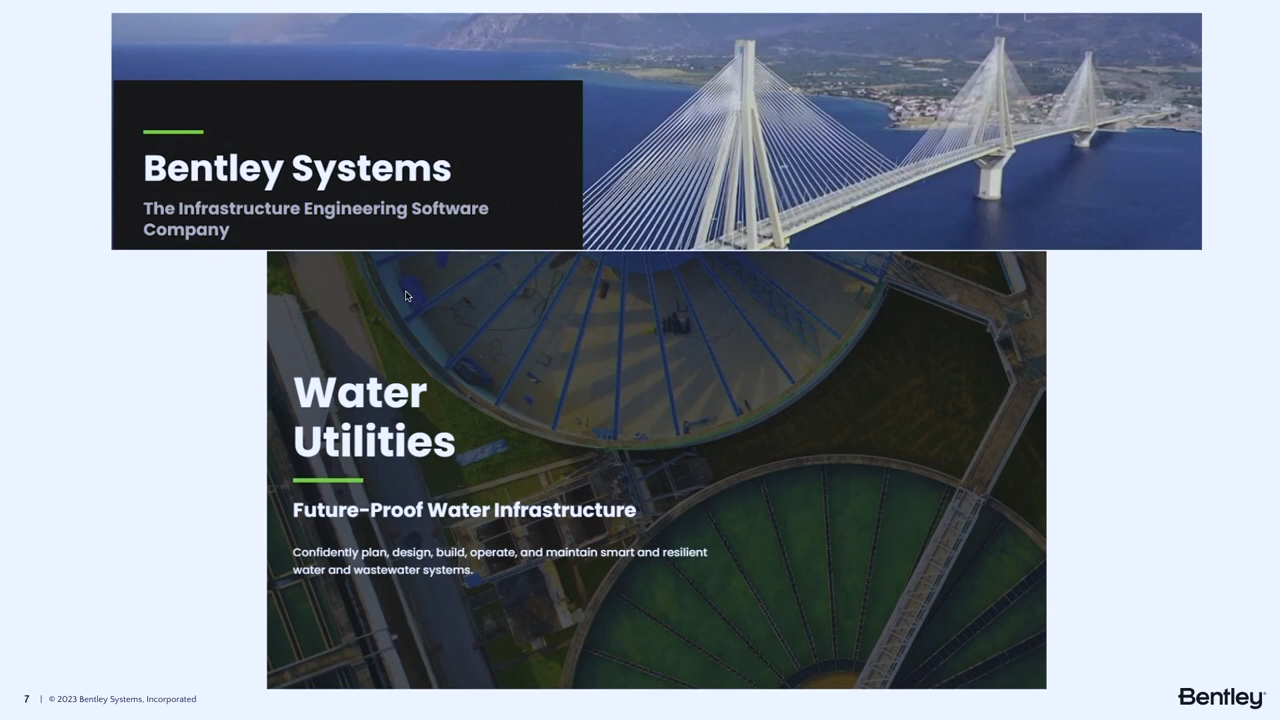 Bentley Systems
The Infrastructure Engineering Software
Company
Water
Utilities
Future-Proof Water Infrastructure
Confidently plan, design, build, operate, and maintain smart and resilient
water and wastewater systems.
7 | © 2023 Bentley Systems, Incorporated
Bentley®